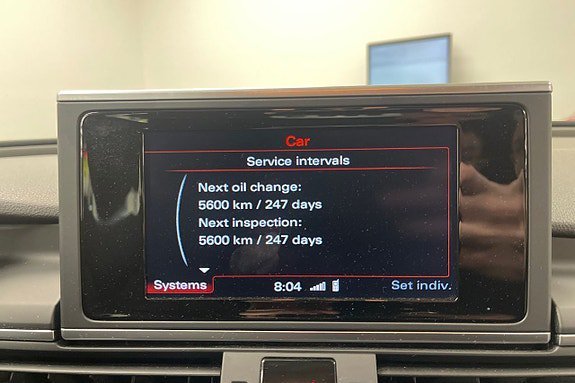 Car
Service intervals
Next oil change:
5600 km / 247 days
Next inspection:
5600 km / 247 days
Systems
8:04
Set indiv.